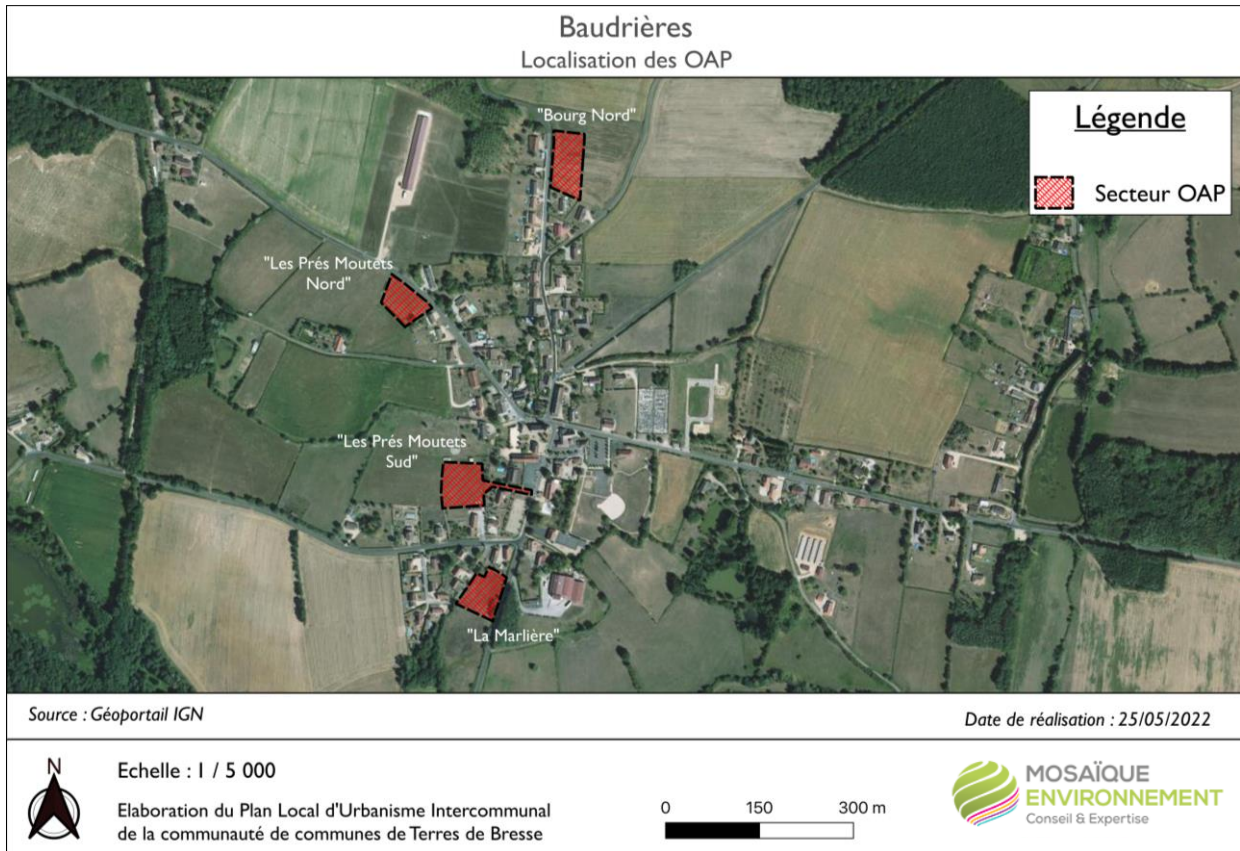 Baudrières
Localisation des OAP
"Bourg Nord"
Légende
Secteur OAP
"Les Prés Moutets
Nord"
"Les Prés Moutets
Sud"
"La Marlière"
Source : Géoportail IGN
Date de réalisation : 25/05/2022
N
Echelle : 1 / 5 000
Elaboration du Plan Local d'Urbanisme Intercommunal
de la communauté de communes de Terres de Bresse
0 150 300 m
MOSAÏQUE
ENVIRONNEMENT
Conseil & Expertise